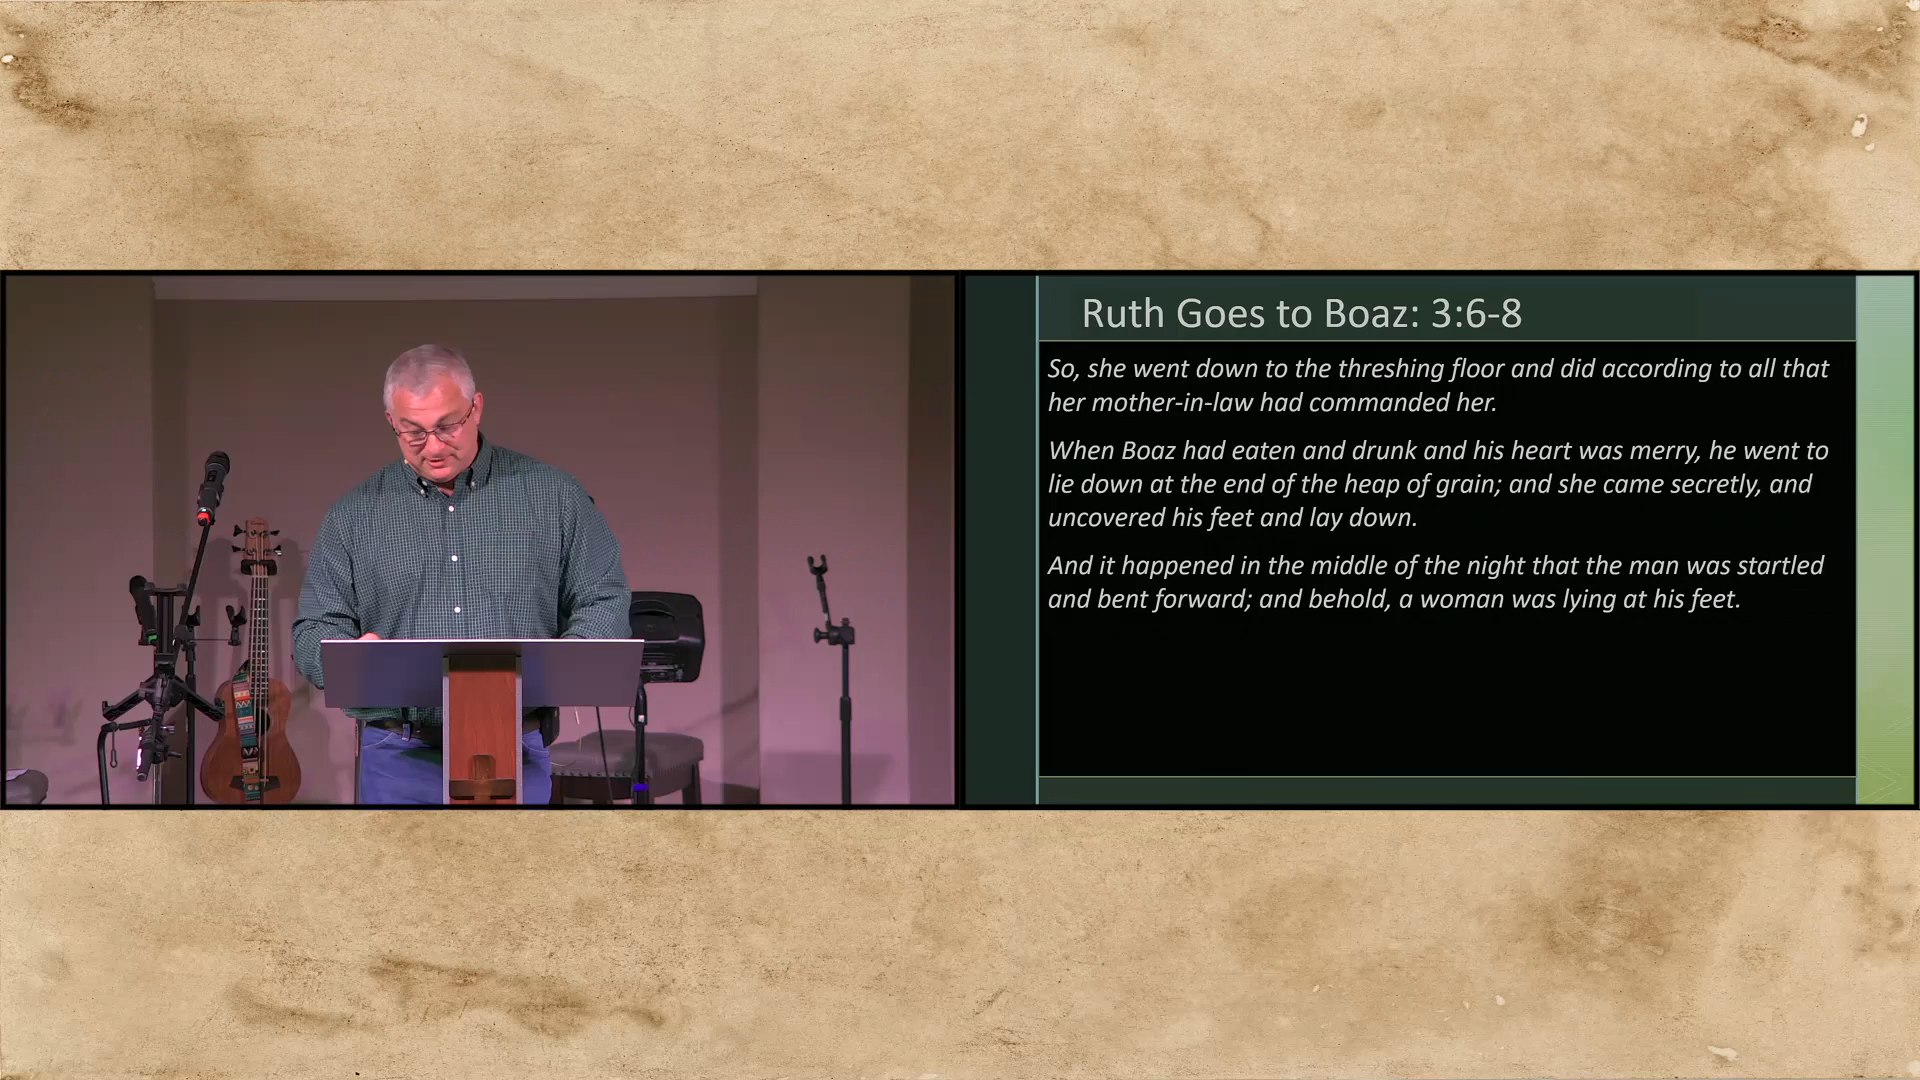 Ruth Goes to Boaz: 3:6-8
So, she went down to the threshing floor and did according to all that
her mother-in-law had commanded her.
When Boaz had eaten and drunk and his heart was merry, he went to
lie down at the end of the heap of grain; and she came secretly, and
uncovered his feet and lay down.
And it happened in the middle of the night that the man was startled
and bent forward; and behold, a woman was lying at his feet.